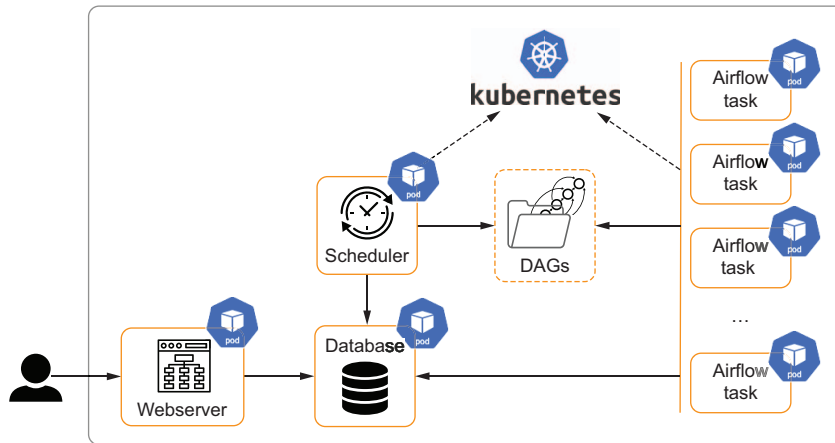 kubernetes
Airflow
task
pod
Airflow
task
pod
Airflow
task
pod
...
Airflow
task
pod
Scheduler
pod
DAGs
Database
pod
Webserver
pod